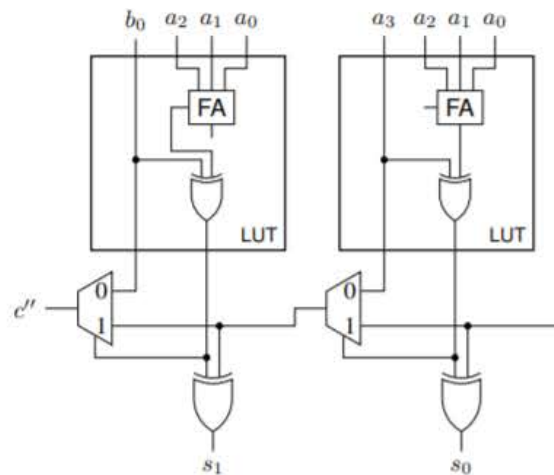 b₀ a₂ a₁ a₀ a₃ a₂ a₁ a₀
FA FA
LUT LUT
0 0
c″ 1 1
s₁ s₀